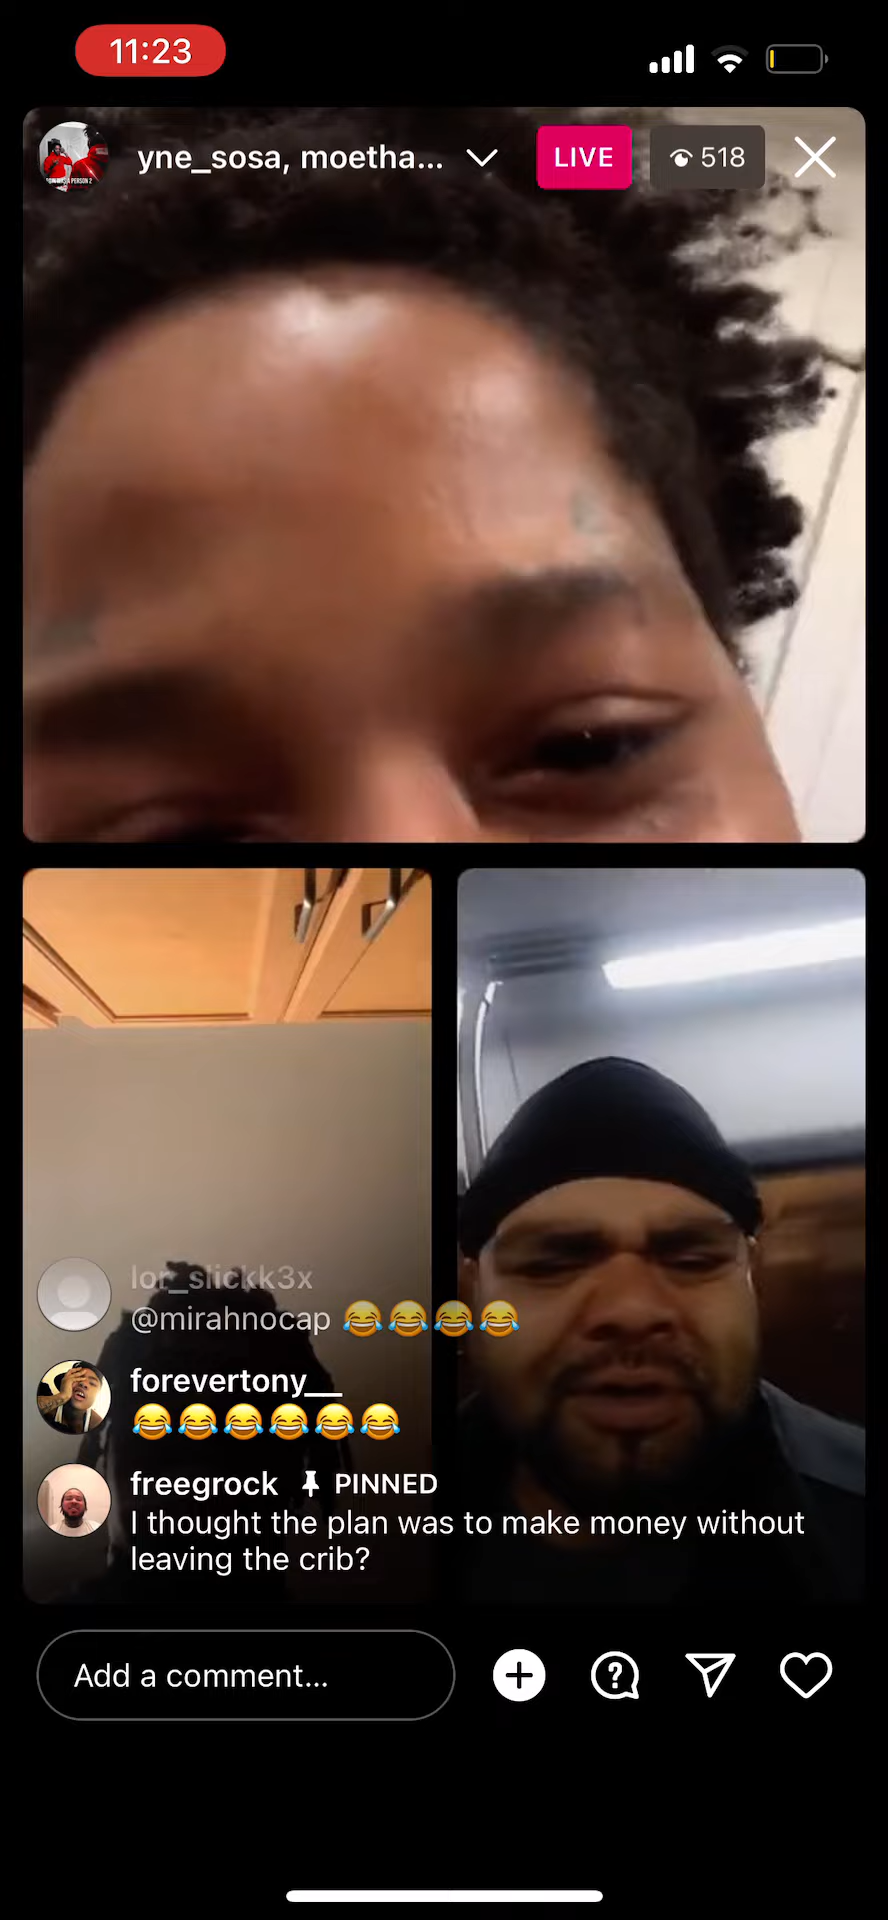 11:23
yne_sosa, moetha...
LIVE
518
lor_slickk3x
@mirahnocap 😂😂😂😂
forevertony__
😂😂😂😂😂😂
freegrock PINNED
I thought the plan was to make money without
leaving the crib?
Add a comment...